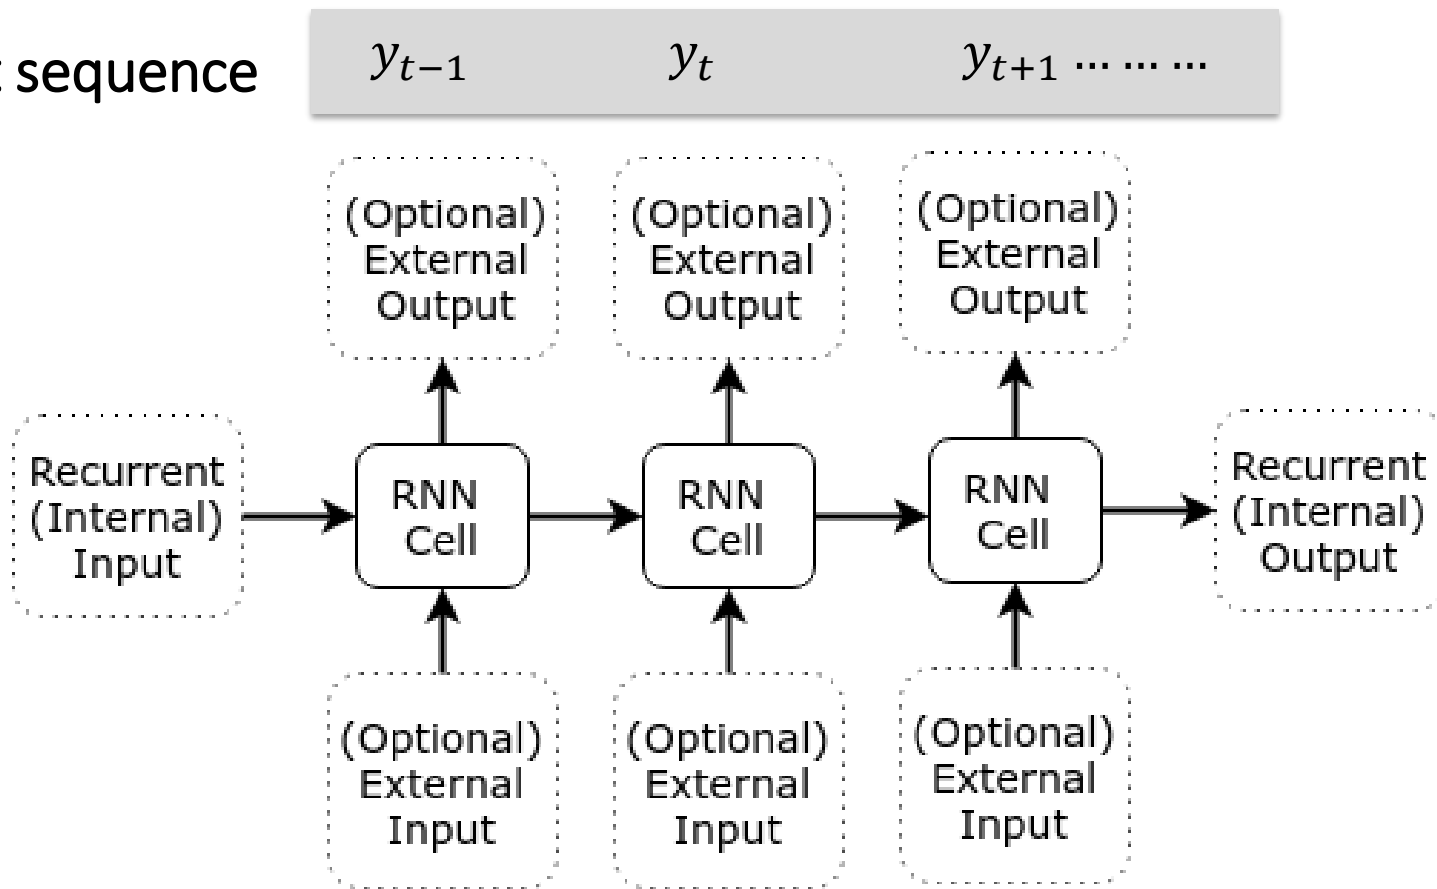 sequence
y_{t-1} y_t y_{t+1} … … …
(Optional)
External
Output
(Optional)
External
Output
(Optional)
External
Output
Recurrent
(Internal)
Input
RNN
Cell
RNN
Cell
RNN
Cell
Recurrent
(Internal)
Output
(Optional)
External
Input
(Optional)
External
Input
(Optional)
External
Input